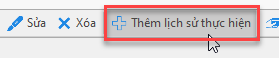 Sửa Xóa Thêm lịch sử thực hiện